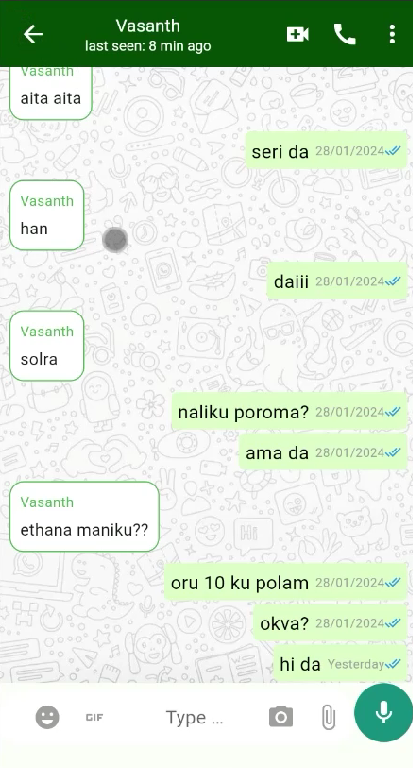 Vasanth
last seen: 8 min ago
Vasanth
aita aita
seri da 28/01/2024
Vasanth
han
daiii 28/01/2024
Vasanth
solra
naliku poroma? 28/01/2024
ama da 28/01/2024
Vasanth
ethana maniku??
oru 10 ku polam 28/01/2024
okva? 28/01/2024
hi da Yesterday
GIF
Type ...